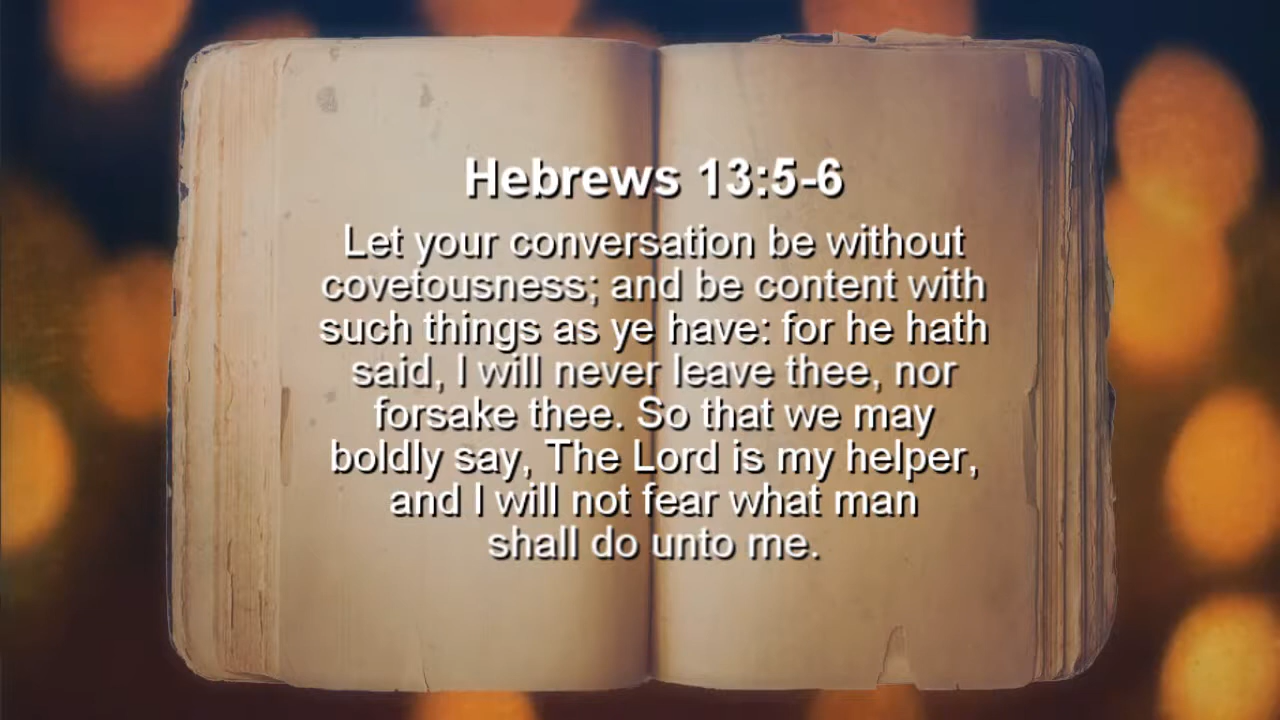 Hebrews 13:5-6
Let your conversation be without
covetousness; and be content with
such things as ye have: for he hath
said, I will never leave thee, nor
forsake thee. So that we may
boldly say, The Lord is my helper,
and I will not fear what man
shall do unto me.